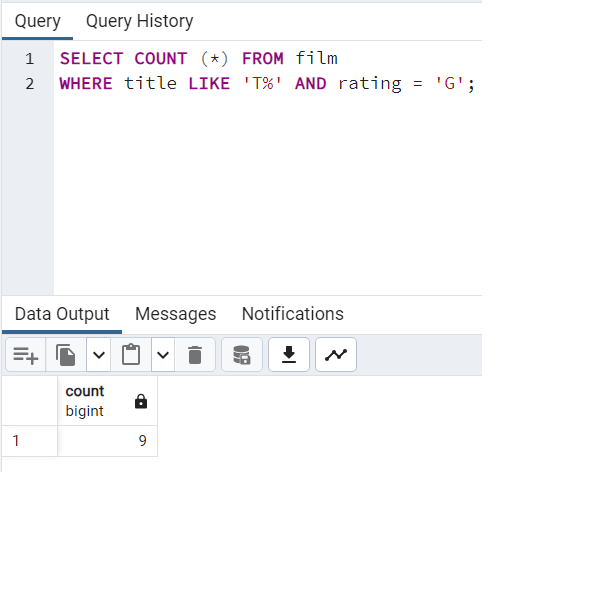 Query Query History
1 SELECT COUNT (*) FROM film
2 WHERE title LIKE 'T%' AND rating = 'G';
Data Output Messages Notifications
count
bigint
1 9